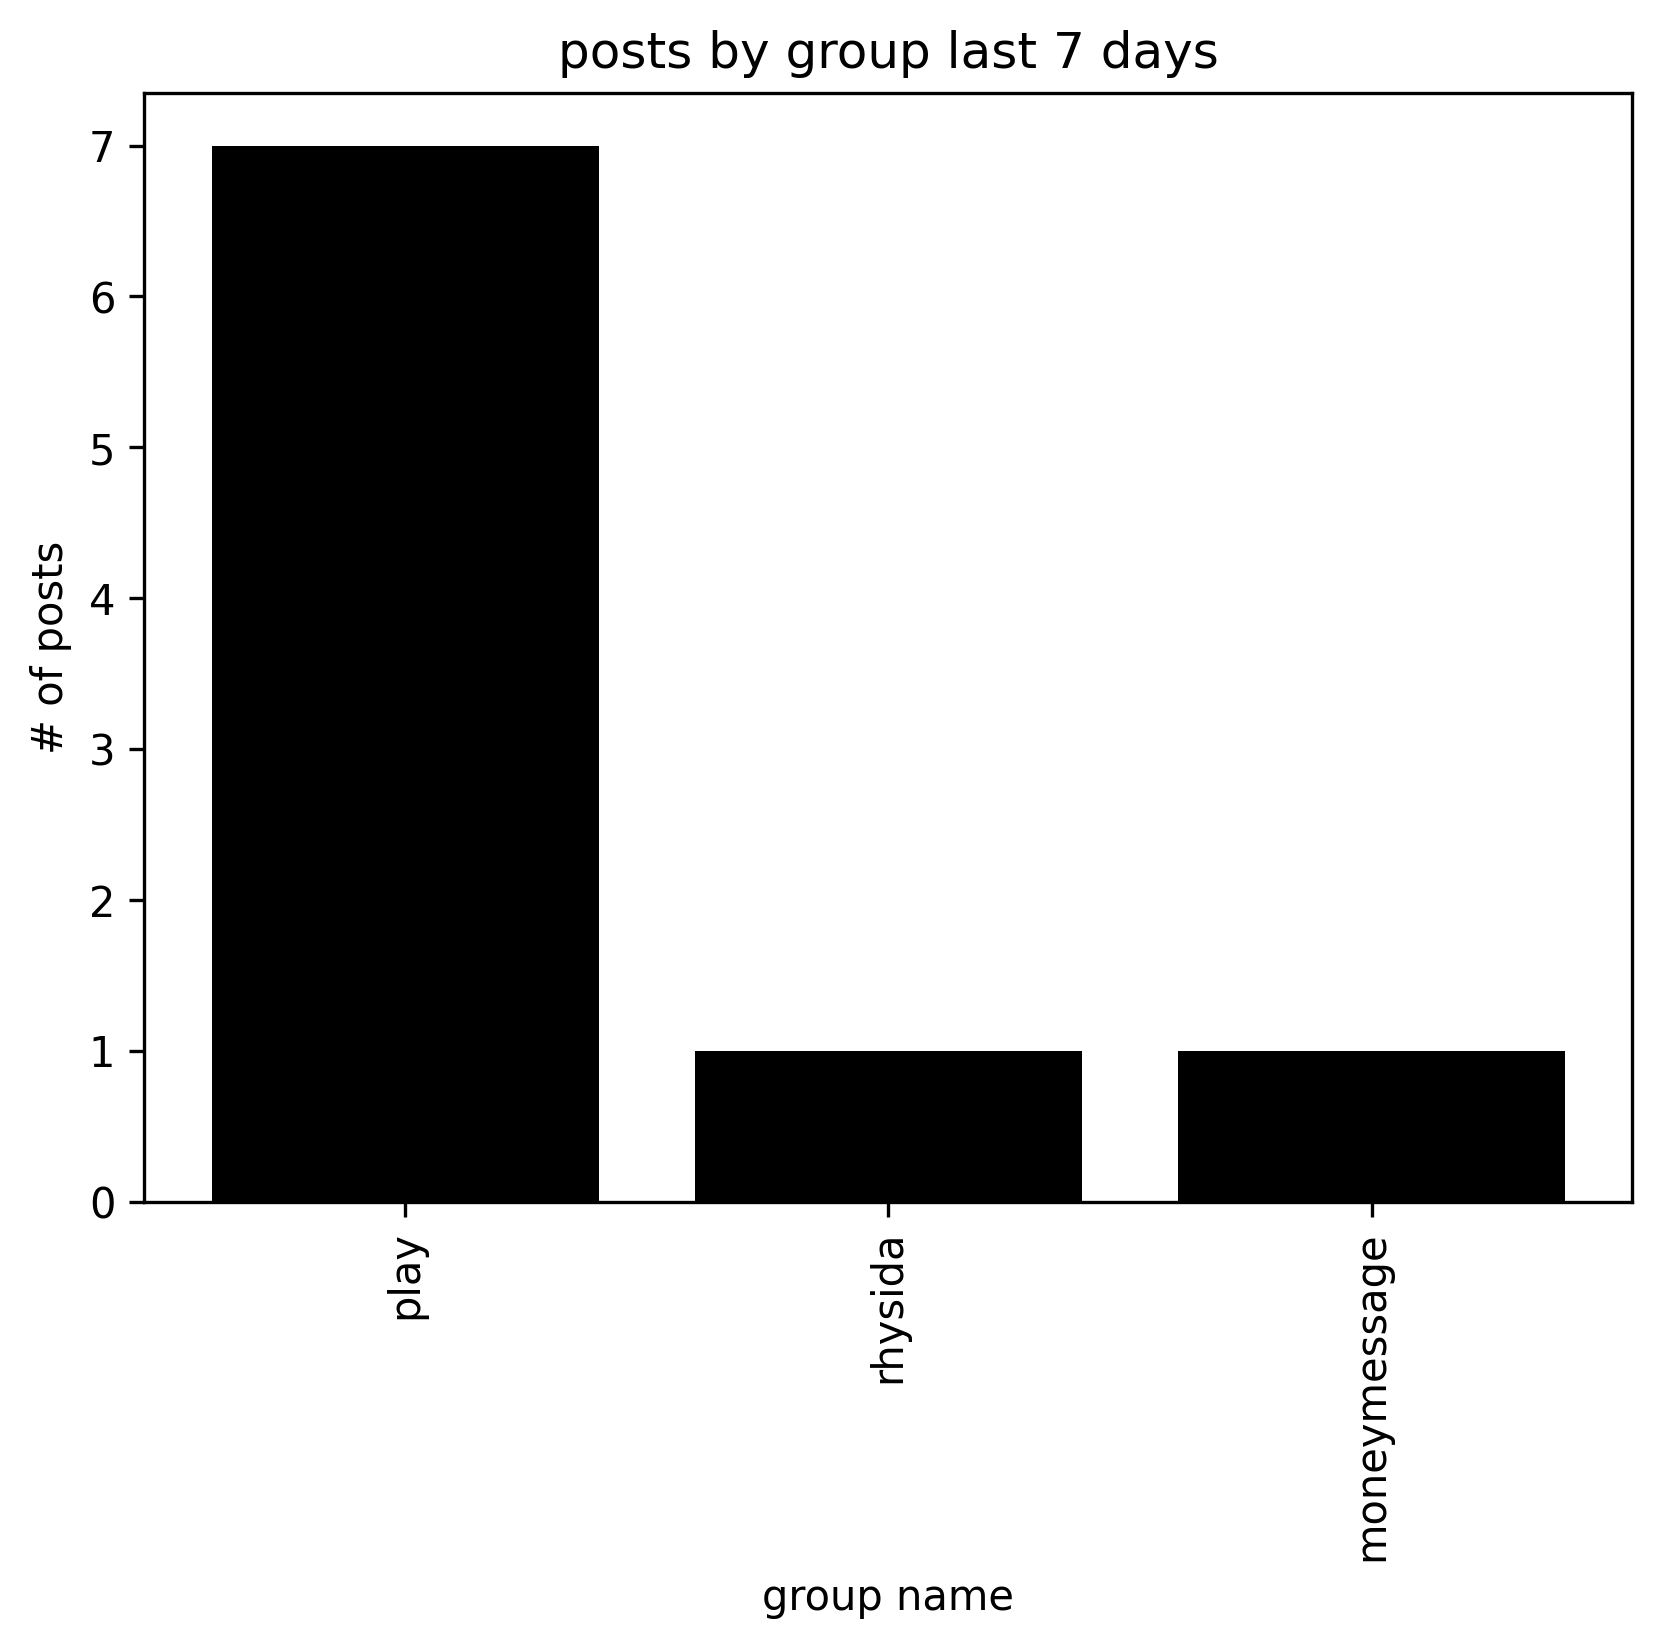 posts by group last 7 days
7
6
5
4
3
2
1
0
# of posts
play
rhysida
moneymessage
group name